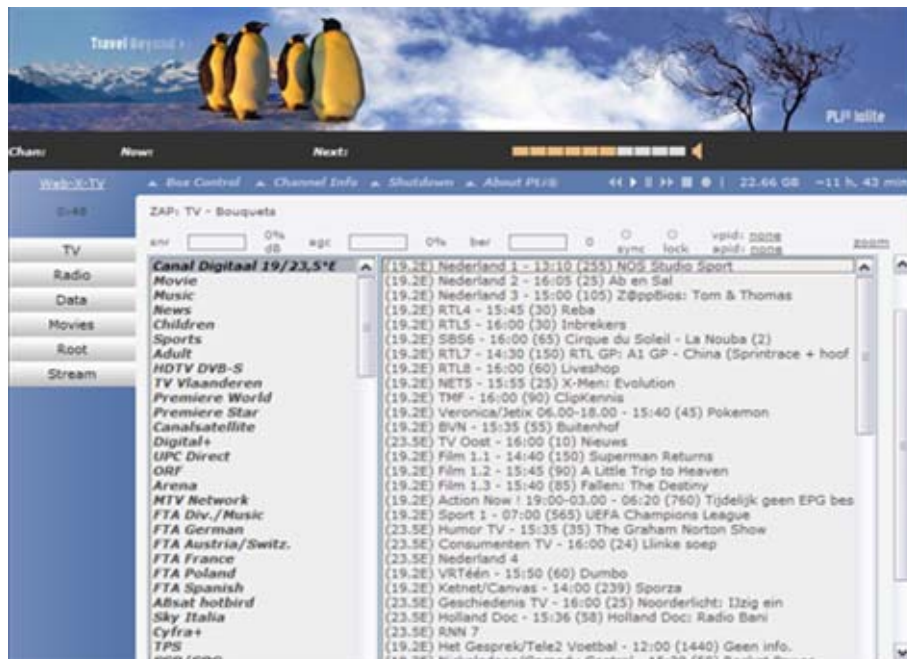 Travel Beyond >
PLi® Iolite
Chan: Now: Next:
Web-X-TV Box Control Channel Info Shutdown About PLI® 22.66 GB ~11 h, 43 min
ZAP: TV - Bouquets
snr 0% dB agc 0% ber 0 sync lock vpid: none apid: none zoom
TV
Radio
Data
Movies
Root
Stream
Canal Digitaal 19/23,5°E
Movie
Music
News
Children
Sports
Adult
HDTV DVB-S
TV Vlaanderen
Premiere World
Premiere Star
Canalsatellite
Digital+
UPC Direct
ORF
Arena
MTV Network
FTA Div./Music
FTA German
FTA Austria/Switz.
FTA France
FTA Poland
FTA Spanish
ABsat hotbird
Sky Italia
Cyfra+
TPS
(19.2E) Nederland 1 - 13:10 (255) NOS Studio Sport
(19.2E) Nederland 2 - 16:05 (25) Ab en Sal
(19.2E) Nederland 3 - 15:00 (105) Z@ppBios: Tom & Thomas
(19.2E) RTL4 - 15:45 (30) Reba
(19.2E) RTL5 - 16:00 (30) Inbrekers
(19.2E) SBS6 - 16:00 (65) Cirque du Soleil - La Nouba (2)
(19.2E) RTL7 - 14:30 (150) RTL GP: A1 GP - China (Sprintrace + hoof
(19.2E) RTL8 - 16:00 (60) Liveshop
(19.2E) NET5 - 15:55 (25) X-Men: Evolution
(19.2E) TMF - 16:00 (90) ClipKennis
(19.2E) Veronica/Jetix 06.00-18.00 - 15:40 (45) Pokemon
(19.2E) BVN - 15:35 (55) Buitenhof
(23.5E) TV Oost - 16:00 (10) Nieuws
(19.2E) Film 1.1 - 14:40 (150) Superman Returns
(19.2E) Film 1.2 - 15:45 (90) A Little Trip to Heaven
(19.2E) Film 1.3 - 15:40 (85) Fallen: The Destiny
(19.2E) Action Now ! 19:00-03.00 - 06:20 (760) Tijdelijk geen EPG bes
(19.2E) Sport 1 - 07:00 (565) UEFA Champions League
(23.5E) Humor TV - 15:35 (35) The Graham Norton Show
(23.5E) Consumenten TV - 16:00 (24) Llinke soep
(23.5E) Nederland 4
(19.2E) VRTéén - 15:50 (60) Dumbo
(19.2E) Ketnet/Canvas - 14:00 (239) Sporza
(23.5E) Geschiedenis TV - 16:00 (25) Noorderlicht: IJzig ein
(23.5E) Holland Doc - 15:36 (58) Holland Doc: Radio Bani
(23.5E) RNN 7
(19.2E) Het Gesprek/Tele2 Voetbal - 12:00 (1440) Geen info.